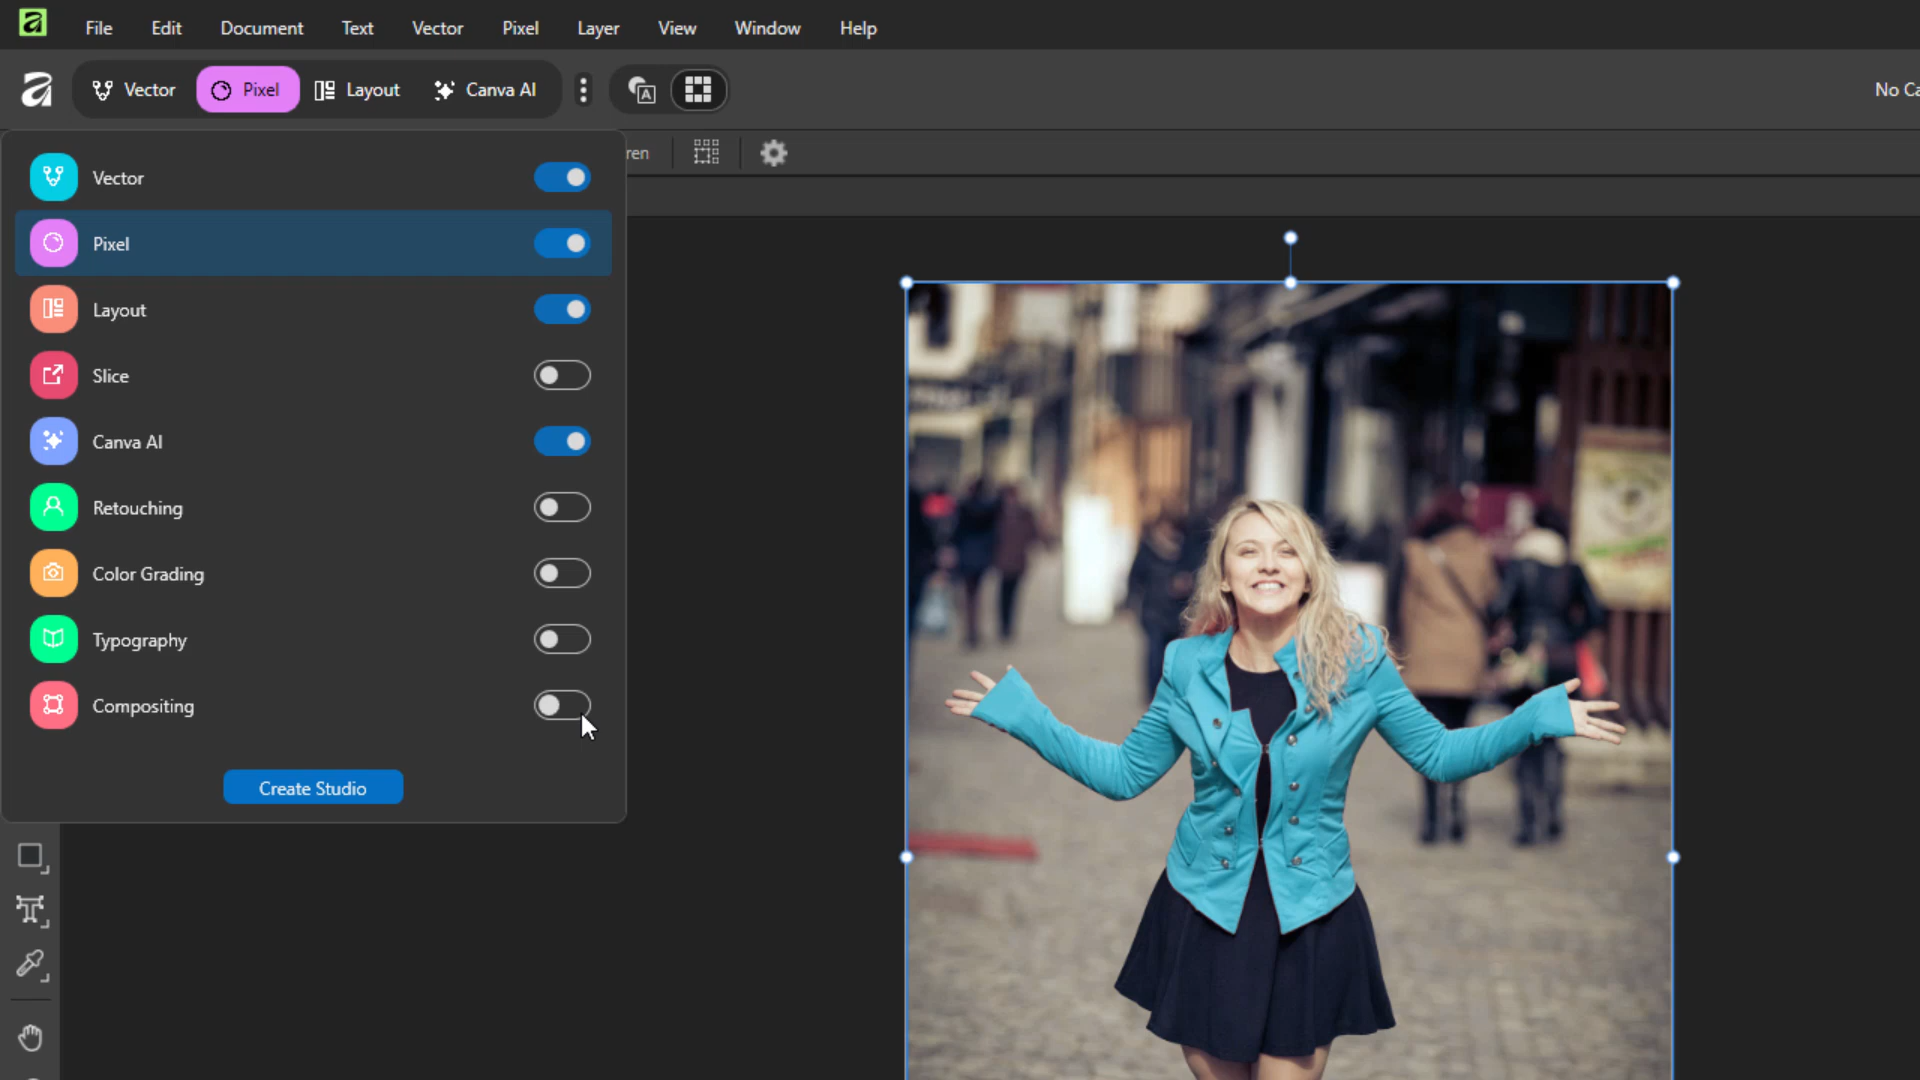 File Edit Document Text Vector Pixel Layer View Window Help
Vector Pixel Layout Canva AI A No Ca
ren
Vector
Pixel
Layout
Slice
Canva AI
Retouching
Color Grading
Typography
Compositing
Create Studio